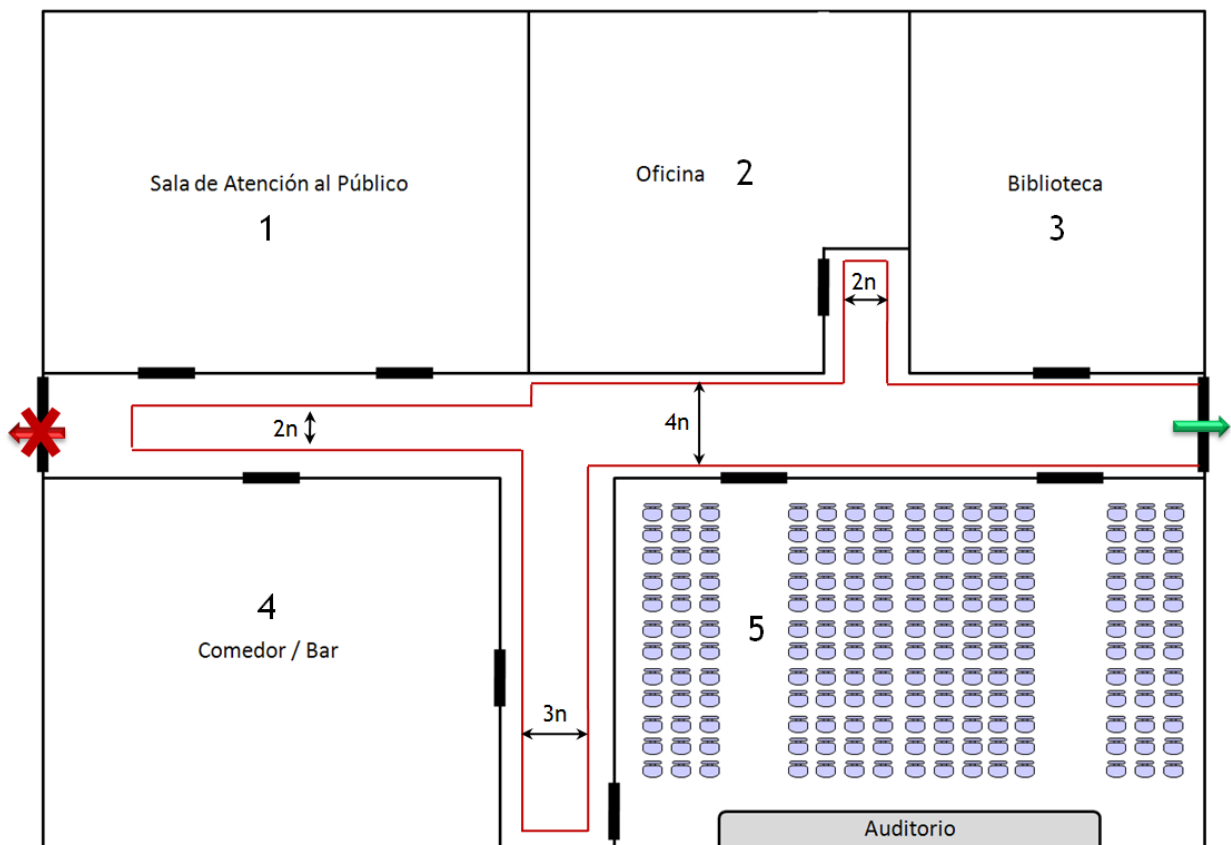 Sala de Atención al Público
1
Oficina 2
Biblioteca
3
2n
2n
4n
4
Comedor / Bar
5
3n
Auditorio